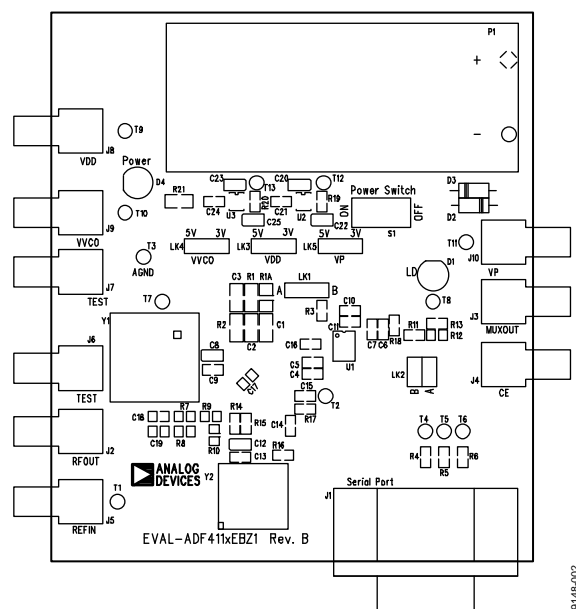 P1
+
-
J8
VDD
T9
Power
D4
T10
J9
VVCO
T3
AGND
J7
TEST
T7
C23
T13
C20
T12
R21
C24
U3
R20
C21
U2
R19
C25
C22
Power Switch
ON
OFF
S1
D3
D2
5V 3V
LK4
VVCO
5V 3V
LK3
VDD
5V 3V
LK5
VP
T11
J10
VP
LD
D1
T8
C3 R1 R1A
A
LK1
B
R3
C10
C11
R2
C2
C1
C7 C6
R18
R11
R13
R12
J3
MUXOUT
Y1
C8
C9
C16
C5
C4
U1
LK2
B A
J4
CE
J6
TEST
C17
C15
R17
T2
C18
R7
R9
R14
R15
C14
T4 T5 T6
J2
RFOUT
C19
R8
R10
C12
C13
R16
R4
R5
R6
ANALOG
DEVICES
Y2
T1
J5
REFIN
J1
Serial Port
EVAL-ADF411xEBZ1 Rev. B
09148-002